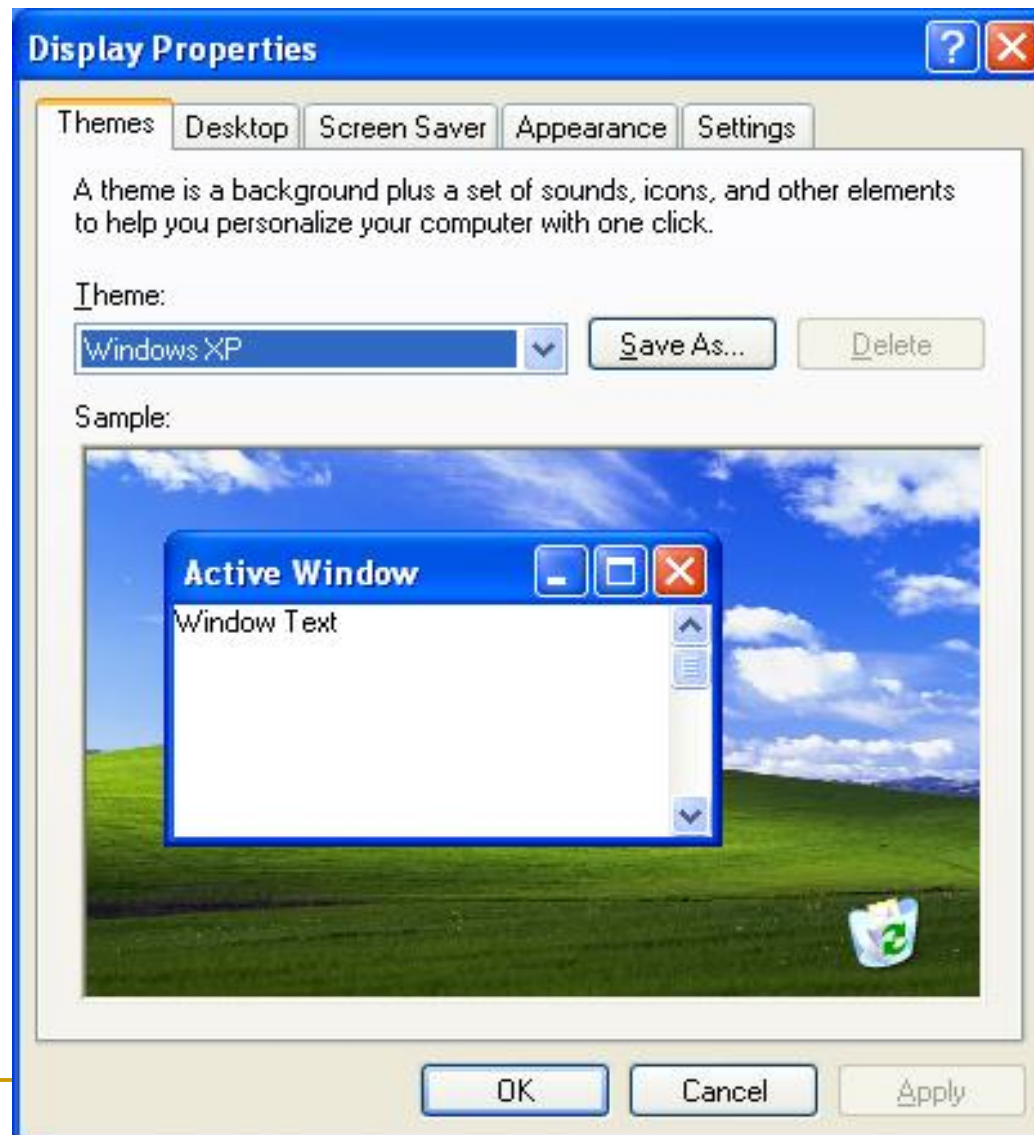 Display Properties
?
Themes Desktop Screen Saver Appearance Settings
A theme is a background plus a set of sounds, icons, and other elements
to help you personalize your computer with one click.
Theme:
Windows XP Save As... Delete
Sample:
Active Window
Window Text
OK Cancel Apply